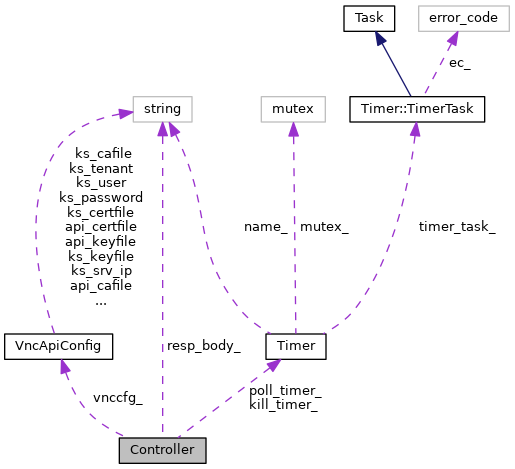 Task
error_code
ec_
string
mutex
Timer::TimerTask
ks_cafile
ks_tenant
ks_user
ks_password
ks_certfile
api_certfile
api_keyfile
ks_keyfile
ks_srv_ip
api_cafile
...
name_
mutex_
timer_task_
VncApiConfig
resp_body_
Timer
vnccfg_
poll_timer_
kill_timer_
Controller